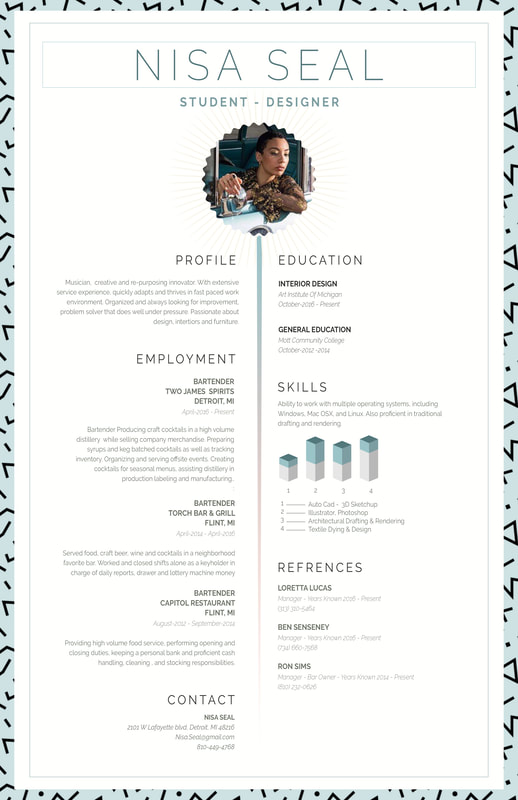 NISA SEAL
STUDENT - DESIGNER
PROFILE
Musician, creative and re-purposing innovator. With extensive
service experience, quickly adapts and thrives in fast paced work
environment. Organized and always looking for improvement,
problem solver that does well under pressure. Passionate about
design, interiors and furniture.
EMPLOYMENT
BARTENDER
TWO JAMES SPIRITS
DETROIT, MI
April-2016 - Present
Bartender Producing craft cocktails in a high volume
distillery while selling company merchandise. Preparing
syrups and keg batched cocktails as well as tracking
inventory. Organizing and serving offsite events. Creating
cocktails for seasonal menus, assisting distillery in
production labeling and manufacturing,.
BARTENDER
TORCH BAR & GRILL
FLINT, MI
April-2014 - April-2016
Served food, craft beer, wine and cocktails in a neighborhood
favorite bar. Worked and closed shifts alone as a keyholder in
charge of daily reports, drawer and lottery machine money
BARTENDER
CAPITOL RESTAURANT
FLINT, MI
August-2012 - September-2014
Providing high volume food service, performing opening and
closing duties, keeping a personal bank and proficient cash
handling, cleaning , and stocking responsibilities.
CONTACT
NISA SEAL
2101 W Lafayette blvd. Detroit, MI 48216
Nisa.Seal@gmail.com
810-449-4768
EDUCATION
INTERIOR DESIGN
Art Institute Of Michigan
October-2016 - Present
GENERAL EDUCATION
Mott Community College
October-2012 -2014
SKILLS
Ability to work with multiple operating systems, including
Windows, Mac OSX, and Linux. Also proficient in traditional
drafting and rendering.
1 2 3 4
1 Auto Cad - 3D Sketchup
2 Illustrator, Photoshop
3 Architectural Drafting & Rendering
4 Textile Dying & Design
REFRENCES
LORETTA LUCAS
Manager - Years Known 2016 - Present
(313) 310-5464
BEN SENSENEY
Manager - Years Known 2016 - Present
(734) 660-7568
RON SIMS
Manager - Bar Owner - Years Known 2014 - Present
(810) 232-0626